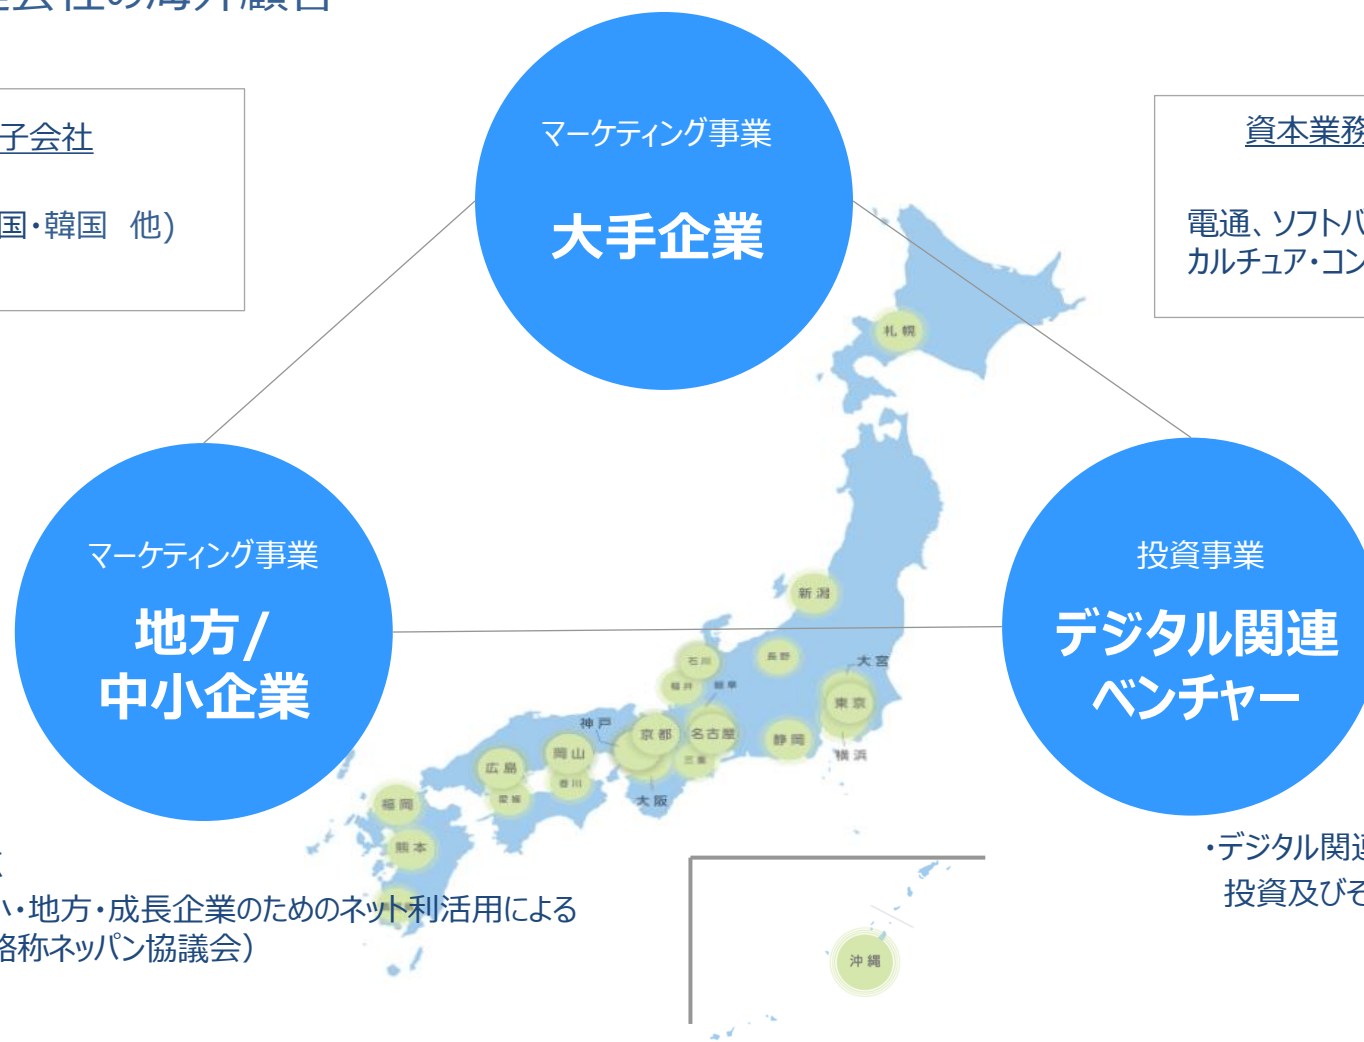 会社の海外顧客
子会社
国・韓国 他)
マーケティング事業
大手企業
資本業務
電通、ソフトバ
カルチュア・コン
札幌
マーケティング事業
地方/
中小企業
投資事業
デジタル関連
ベンチャー
新潟
石川
長野
大宮
福井
岐阜
東京
神戸
京都
名古屋
静岡
横浜
三重
岡山
広島
香川
愛媛
大阪
福岡
熊本
・地方・成長企業のためのネット利活用による
略称ネッパン協議会）
・デジタル関連
投資及びそ
沖縄